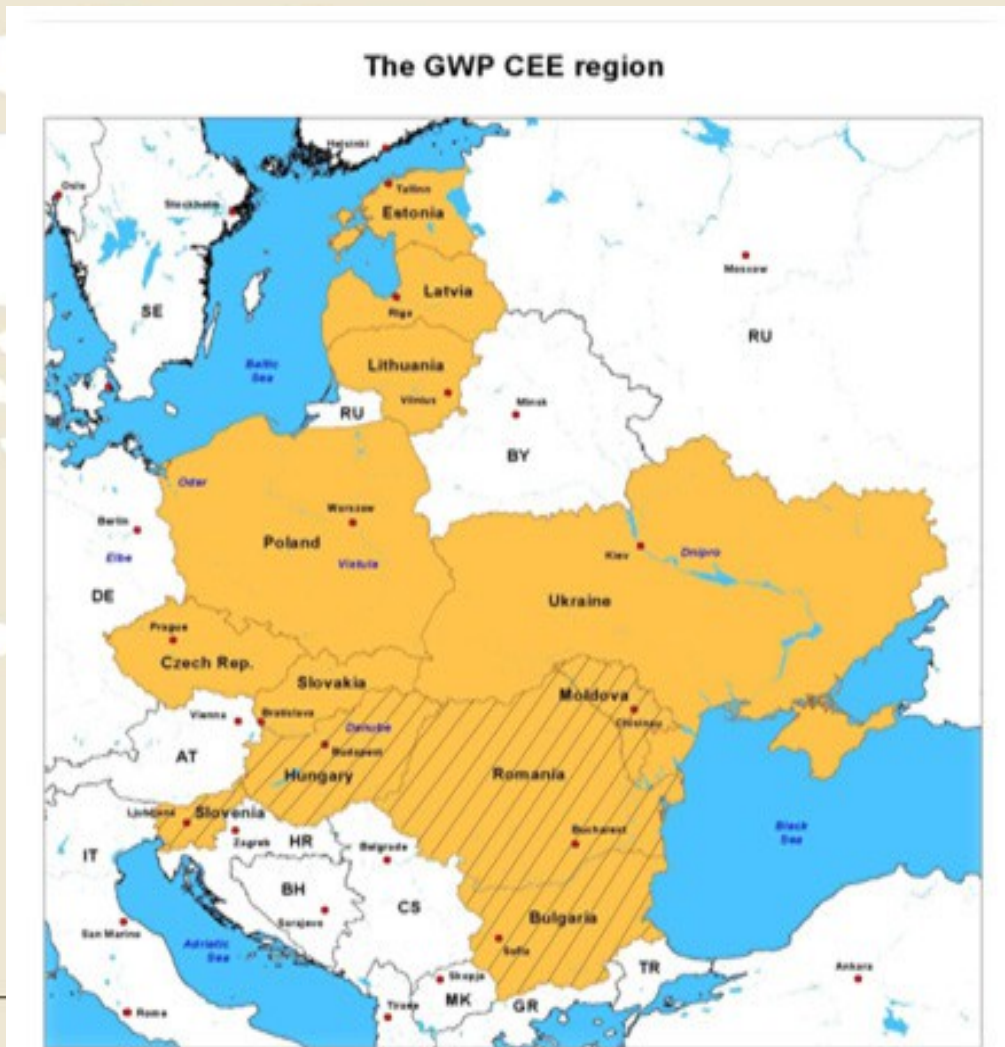 The GWP CEE region
Helsinki
Oslo
Tallinn
Stockholm
Estonia
Moscow
Latvia
Riga
SE
RU
Baltic
Sea
Lithuania
Vilnius
Minsk
RU
BY
Oder
Warsaw
Berlin
Poland
Kiev
Dnipro
Elbe
Vistula
DE
Ukraine
Prague
Czech Rep.
Slovakia
Moldova
Vienna
Bratislava
Chisinau
Danube
Budapest
AT
Hungary
Romania
Ljubljana
Slovenia
Bucharest
Black
Sea
Zagreb
HR
Belgrade
IT
BH
CS
Sarajevo
Bulgaria
San Marino
Sofia
Adriatic
Sea
Skopje
TR
Ankara
MK
GR
Tirane
Roma